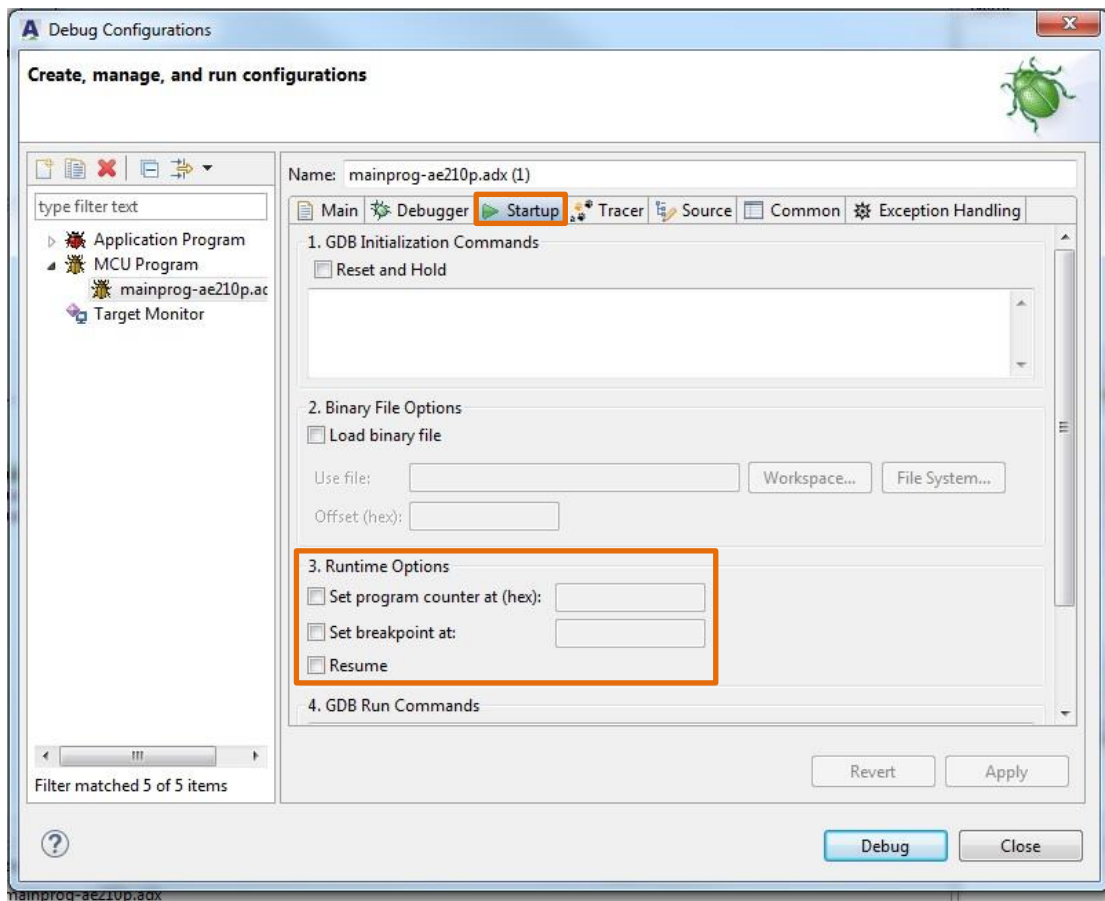 Debug Configurations
Create, manage, and run configurations
Name: mainprog-ae210p.adx (1)
type filter text
Application Program
MCU Program
mainprog-ae210p.ac
Target Monitor
Main Debugger Startup Tracer Source Common Exception Handling
1. GDB Initialization Commands
Reset and Hold
2. Binary File Options
Load binary file
Use file: Workspace... File System...
Offset (hex):
3. Runtime Options
Set program counter at (hex):
Set breakpoint at:
Resume
4. GDB Run Commands
Filter matched 5 of 5 items
Revert Apply
Debug Close
mainprog-ae210p.adx